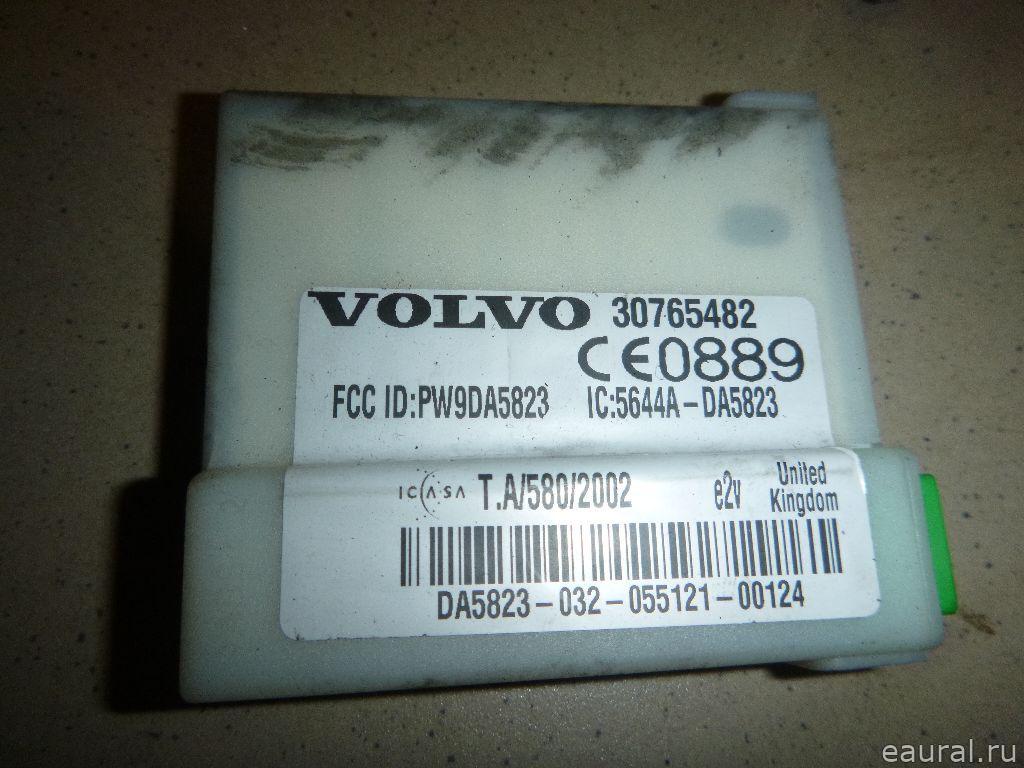 VOLVO 30765482
CE0889
FCC ID:PW9DA5823 IC:5644A-DA5823
ICASA T.A/580/2002 e2v United Kingdom
DA5823-032-055121-00124
eaural.ru